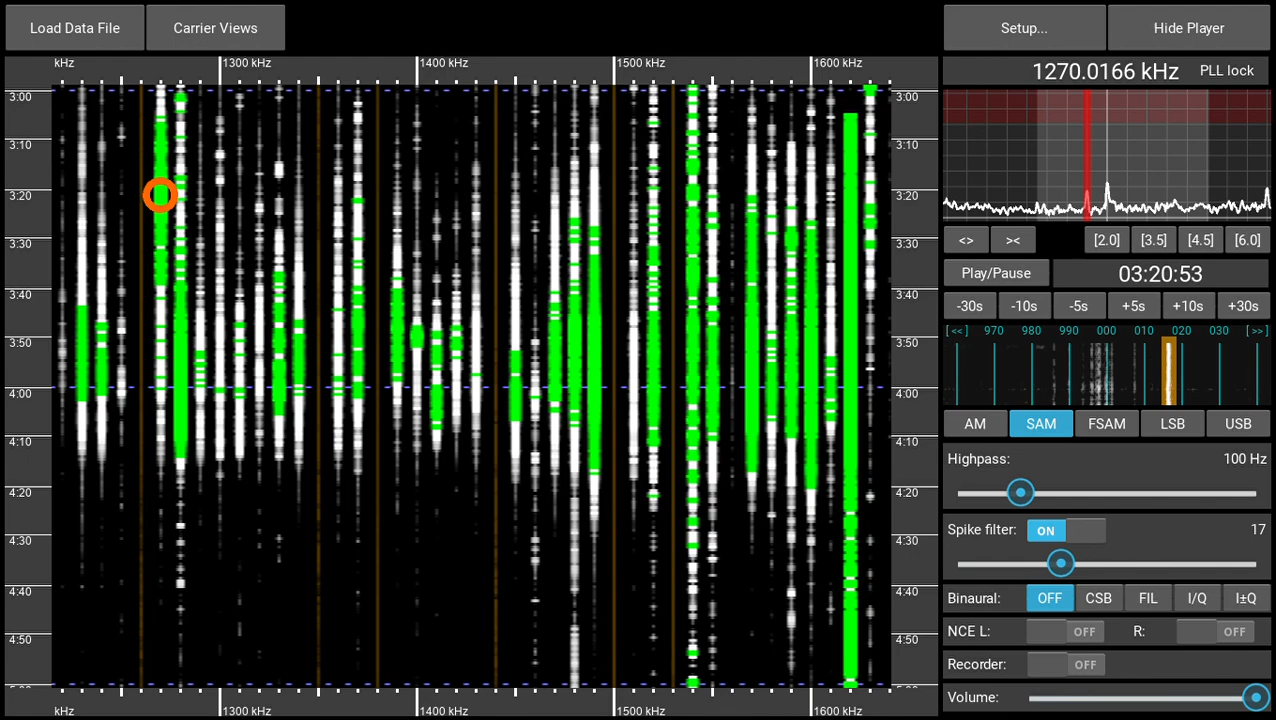 Load Data File Carrier Views Setup... Hide Player
kHz 1300 kHz 1400 kHz 1500 kHz 1600 kHz
1270.0166 kHz PLL lock
3:00 3:00
3:10 3:10
3:20 3:20
3:30 3:30
3:40 3:40
3:50 3:50
4:00 4:00
4:10 4:10
4:20 4:20
4:30 4:30
4:40 4:40
4:50 4:50
kHz 1300 kHz 1400 kHz 1500 kHz 1600 kHz
<> >< [2.0] [3.5] [4.5] [6.0]
Play/Pause 03:20:53
-30s -10s -5s +5s +10s +30s
[<<] 970 980 990 000 010 020 030 [>>]
AM SAM FSAM LSB USB
Highpass: 100 Hz
Spike filter: ON 17
Binaural: OFF CSB FIL I/Q I±Q
NCE L: OFF R: OFF
Recorder: OFF
Volume: